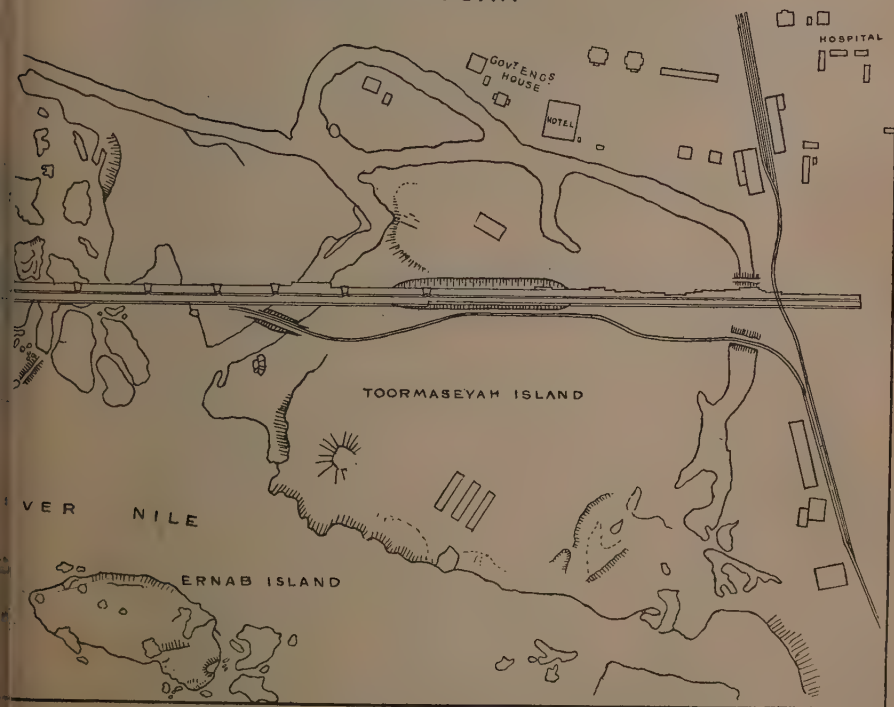 HOSPITAL
GOVT ENGS
HOUSE
HOTEL
TOORMASEYAH ISLAND
VER NILE
ERNAB ISLAND